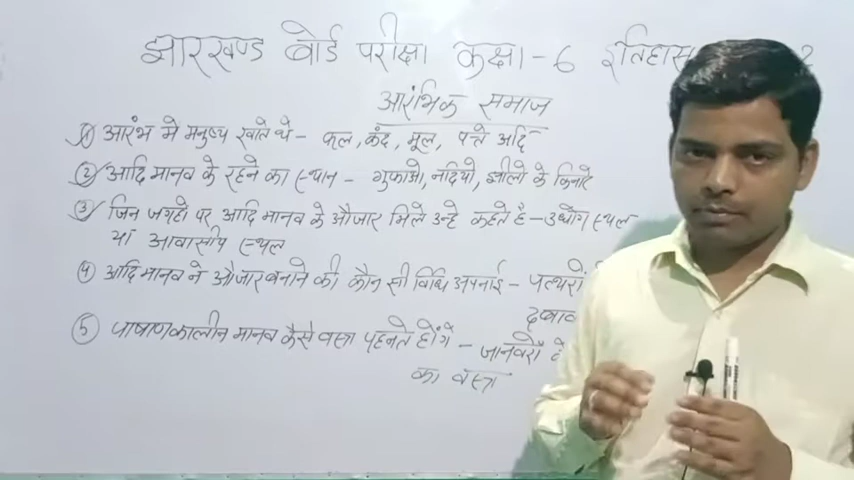 झारखण्ड बोर्ड परीक्षा कक्षा-6 इतिहास 2
आरंभिक समाज
① आरंभ मे मनुष्य खाते थे - फल, कंद, मूल, पत्ते आदि
② आदि मानव के रहने का स्थान - गुफाओ, नदियो, झीलो के किनारे
③ जिन जगहो पर आदि मानव के औजार मिले उन्हे कहते है - उद्योग स्थल
या आवासीय स्थल
④ आदि मानव ने औजार बनाने की कौन सी विधि अपनाई - पत्थरों
⑤ पाषाणकालीन मानव कैसे वस्त्र पहनते होंगे - जानवरों
का वस्त्र